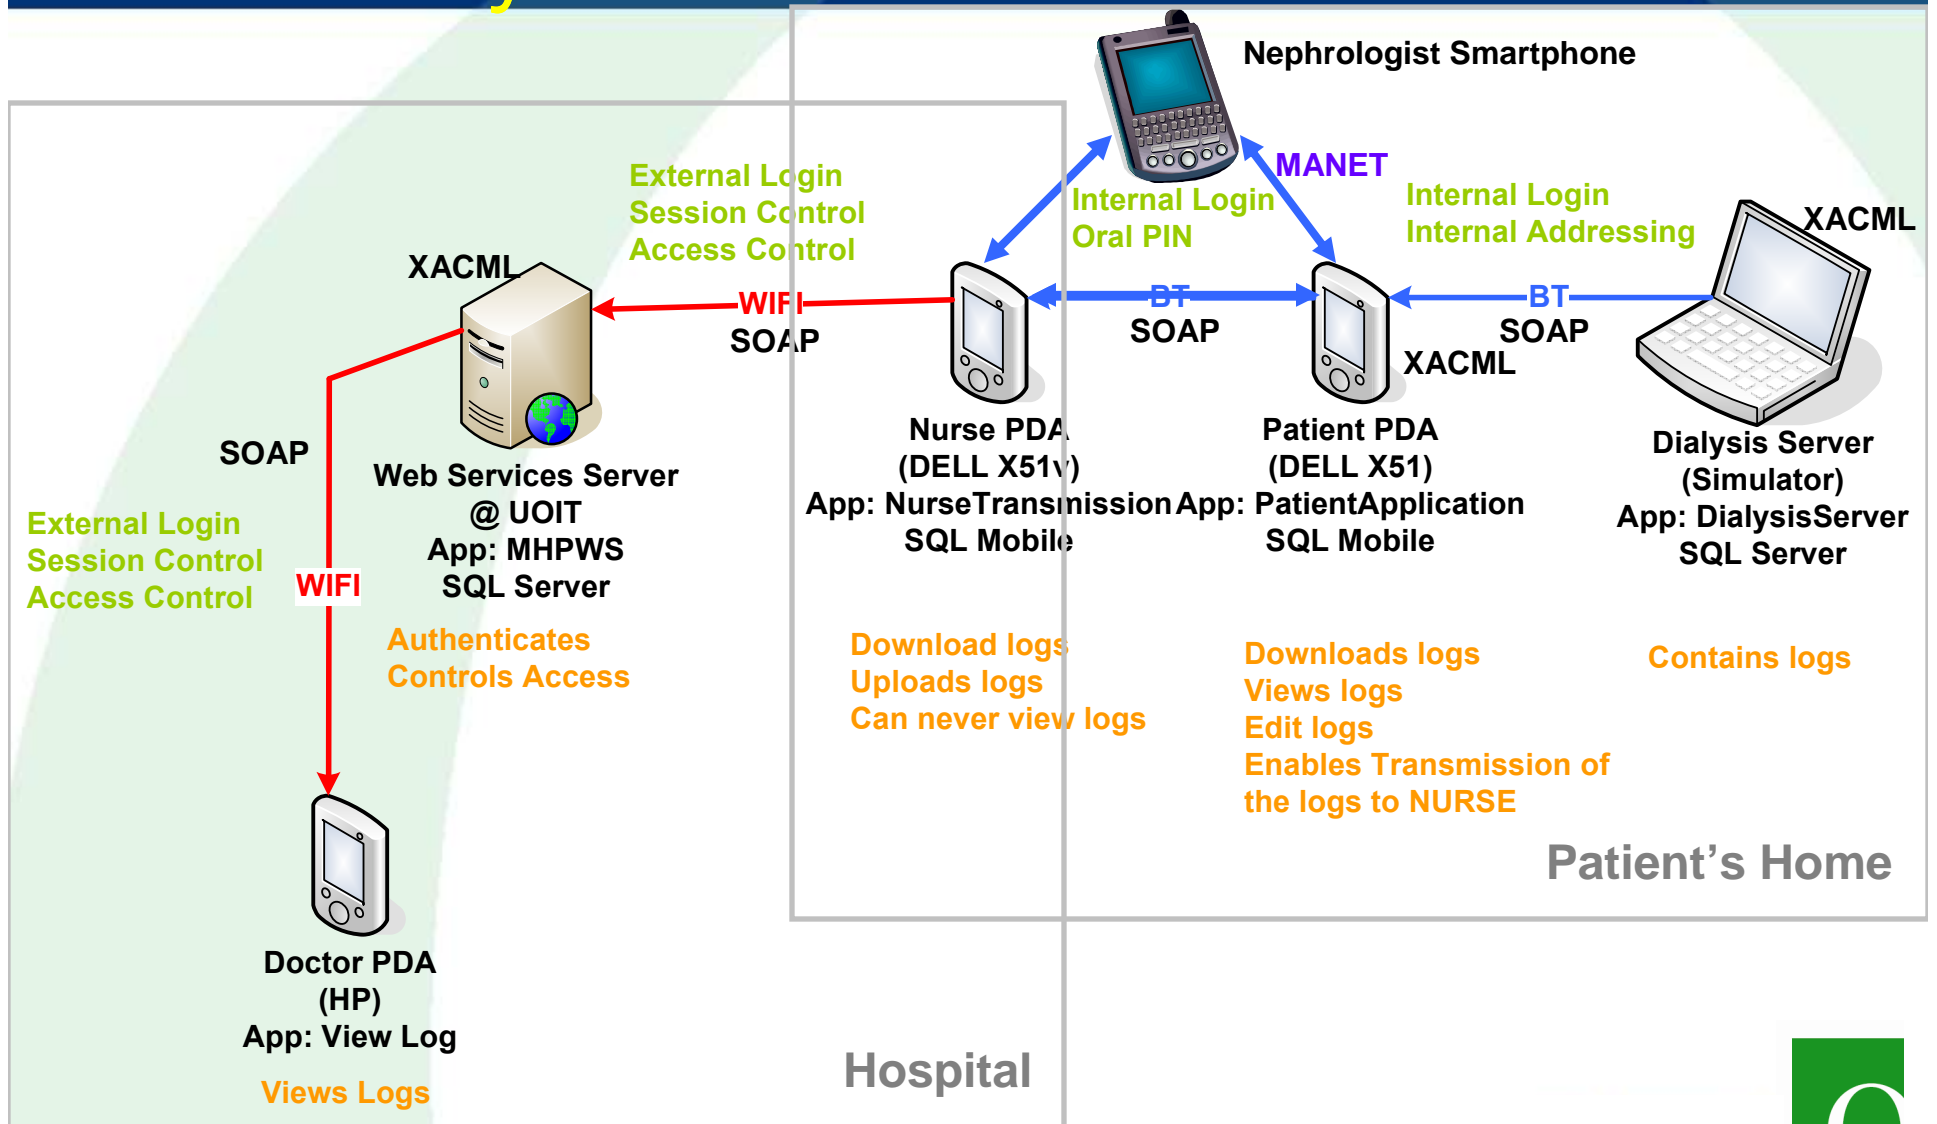 Nephrologist Smartphone
MANET
External Login
Session Control
Access Control
Internal Login
Oral PIN
Internal Login
Internal Addressing
XACML
XACML
WIFI
SOAP
BT
SOAP
BT
SOAP
XACML
Nurse PDA
(DELL X51v)
App: NurseTransmission
SQL Mobile
Patient PDA
(DELL X51)
App: PatientApplication
SQL Mobile
Dialysis Server
(Simulator)
App: DialysisServer
SQL Server
SOAP
Web Services Server
@ UOIT
App: MHPWS
SQL Server
External Login
Session Control
Access Control
WIFI
Authenticates
Controls Access
Download logs
Uploads logs
Can never view logs
Downloads logs
Views logs
Edit logs
Enables Transmission of
the logs to NURSE
Contains logs
Patient’s Home
Doctor PDA
(HP)
App: View Log
Views Logs
Hospital